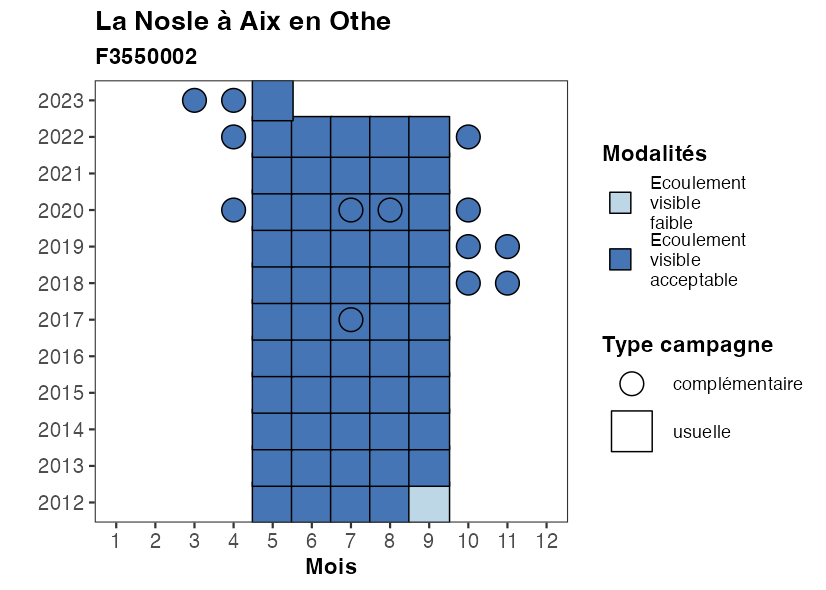 La Nosle à Aix en Othe
F3550002
2023
2022
2021
2020
2019
2018
2017
2016
2015
2014
2013
2012
1 2 3 4 5 6 7 8 9 10 11 12
Mois
Modalités
Ecoulement
visible
faible
Ecoulement
visible
acceptable
Type campagne
complémentaire
usuelle